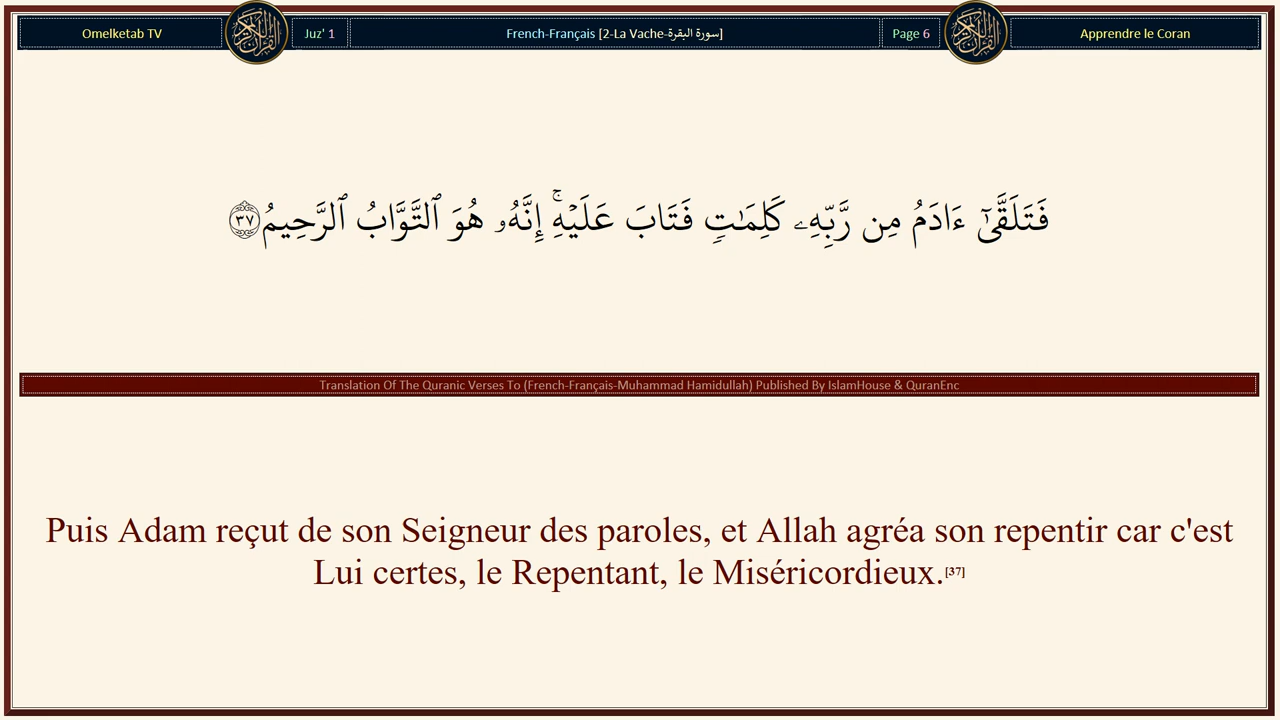 Omelketab TV
Juz' 1
French-Français [2-La Vache-سورة البقرة]
Page 6
Apprendre le Coran
فَتَلَقَّىٰٓ ءَادَمُ مِن رَّبِّهِۦ كَلِمَـٰتٖ فَتَابَ عَلَيۡهِۚ إِنَّهُۥ هُوَ ٱلتَّوَّابُ ٱلرَّحِيمُ ٣٧
Translation Of The Quranic Verses To (French-Français-Muhammad Hamidullah) Published By IslamHouse & QuranEnc
Puis Adam reçut de son Seigneur des paroles, et Allah agréa son repentir car c'est
Lui certes, le Repentant, le Miséricordieux.[37]